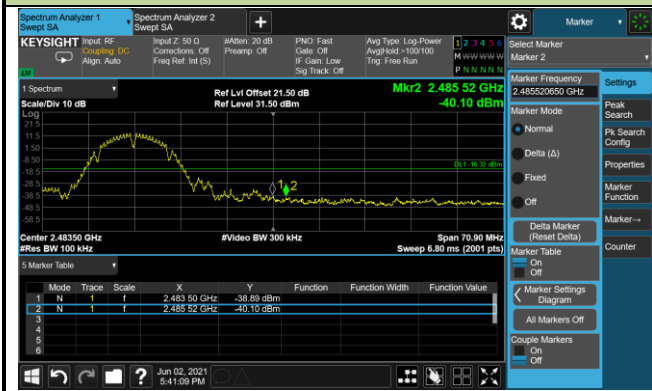 Spectrum Analyzer 1
Swept SA
Spectrum Analyzer 2
Swept SA
Marker
KEYSIGHT
Input: RF
Coupling: DC
Align: Auto
Input Z: 50 Ω
Corrections: Off
Freq Ref: Int (S)
#Atten: 20 dB
Preamp: Off
PNO: Fast
Gate: Off
IF Gain: Low
Sig Track: Off
Avg Type: Log-Power
Avg|Hold:>100/100
Trig: Free Run
1 2 3 4 5 6
M W W W W W
P N N N N N
LW
Select Marker
Marker 2
1 Spectrum
Scale/Div 10 dB
Log
Ref Lvl Offset 21.50 dB
Ref Level 31.50 dBm
Mkr2 2.485 52 GHz
-40.10 dBm
21.5
11.5
1.50
-8.50
-18.5
-28.5
-38.5
-48.5
-58.5
DL1 -16.32 dBm
1
2
Center 2.48350 GHz
#Res BW 100 kHz
#Video BW 300 kHz
Span 70.90 MHz
Sweep 6.80 ms (2001 pts)
5 Marker Table
Mode Trace Scale X Y Function Function Width Function Value
1 N 1 f 2.483 50 GHz -38.89 dBm
2 N 1 f 2.485 52 GHz -40.10 dBm
3
4
5
6
Marker Frequency
2.485520650 GHz
Marker Mode
Normal
Delta (Δ)
Fixed
Off
Delta Marker
(Reset Delta)
Marker Table
On
Off
Marker Settings
Diagram
All Markers Off
Couple Markers
On
Off
Settings
Peak
Search
Pk Search
Config
Properties
Marker
Function
Marker→
Counter
Jun 02, 2021
5:41:09 PM